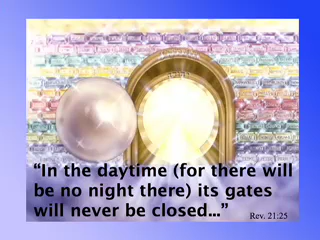 “In the daytime (for there will
be no night there) its gates
will never be closed...”
Rev. 21:25